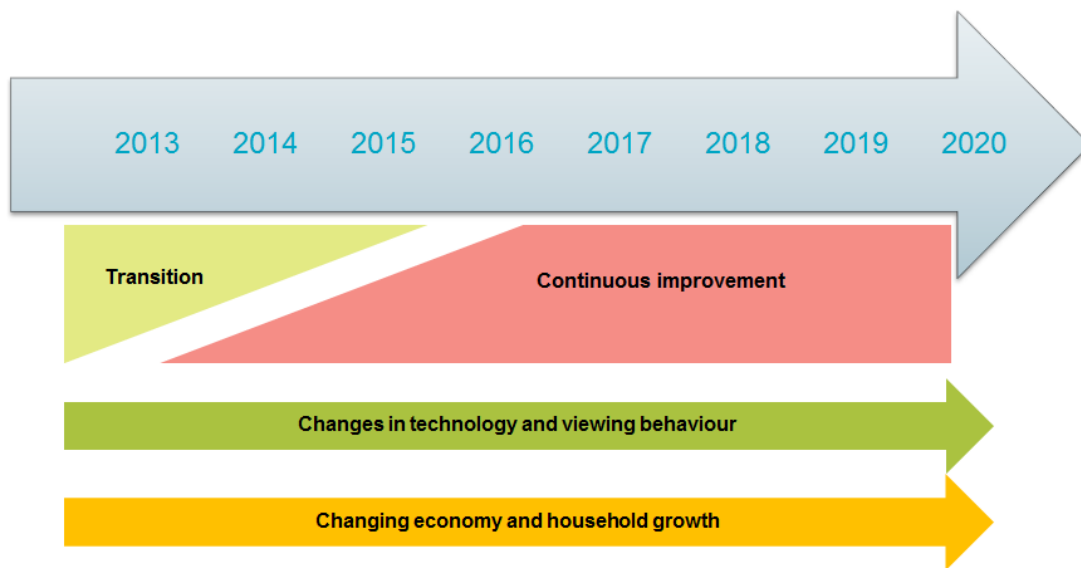 2013 2014 2015 2016 2017 2018 2019 2020
Transition
Continuous improvement
Changes in technology and viewing behaviour
Changing economy and household growth